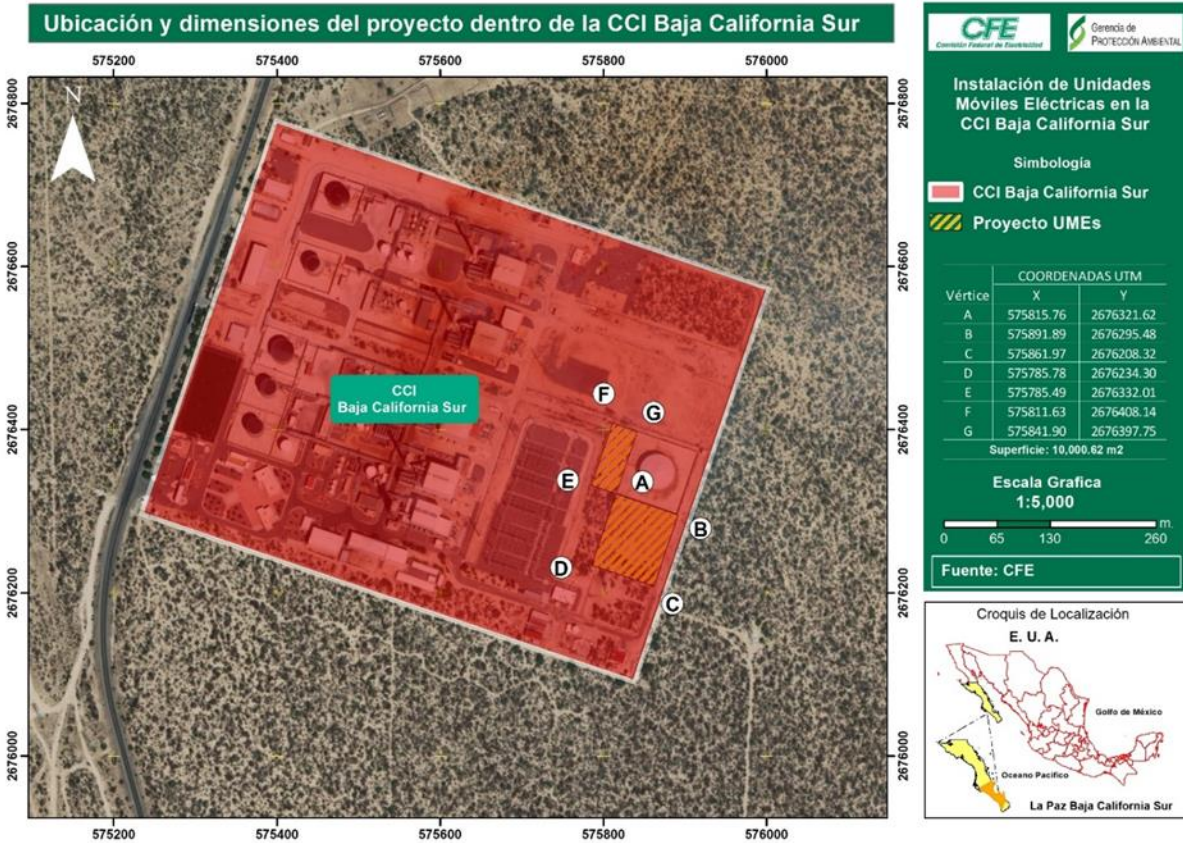 Ubicación y dimensiones del proyecto dentro de la CCI Baja California Sur
575200 575400 575600 575800 576000
2676800 2676800
N
2676600 2676600
2676400 2676400
2676200 2676200
2676000 2676000
CCI
Baja California Sur
F
G
E
A
B
D
C
575200 575400 575600 575800 576000
CFE
Comisión Federal de Electricidad
Gerencia de
PROTECCIÓN AMBIENTAL
Instalación de Unidades
Móviles Eléctricas en la
CCI Baja California Sur
Simbología
CCI Baja California Sur
Proyecto UMEs
COORDENADAS UTM
Vértice X Y
A 575815.76 2676321.62
B 575891.89 2676295.48
C 575861.97 2676208.32
D 575785.78 2676234.30
E 575785.49 2676332.01
F 575811.63 2676408.14
G 575841.90 2676397.75
Superficie: 10,000.62 m2
Escala Grafica
1:5,000
m.
0 65 130 260
Fuente: CFE
Croquis de Localización
E. U. A.
Golfo de México
Oceano Pacifico
La Paz Baja California Sur